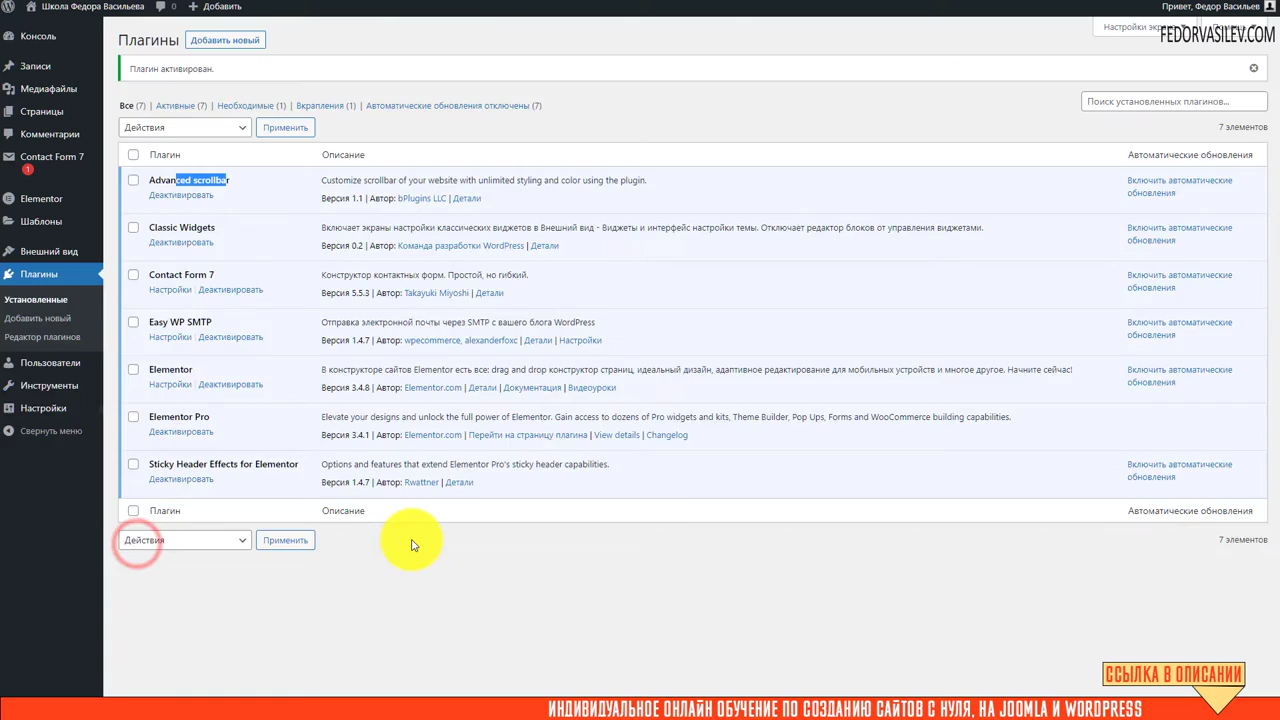 Школа Федора Васильева 0 Добавить Привет, Федор Васильев
Консоль
Записи
Медиафайлы
Страницы
Комментарии
Contact Form 7
1
Elementor
Шаблоны
Внешний вид
Плагины
Установленные
Добавить новый
Редактор плагинов
Пользователи
Инструменты
Настройки
Свернуть меню
FEDORVASILEV.COM
Плагины Добавить новый
Плагин активирован.
Все (7) | Активные (7) | Необходимые (1) | Вкрапления (1) | Автоматические обновления отключены (7)
Поиск установленных плагинов...
Действия Применить 7 элементов
Плагин Описание Автоматические обновления
Advanced scrollbar Customize scrollbar of your website with unlimited styling and color using the plugin. Включить автоматические
обновления
Деактивировать Версия 1.1 | Автор: bPlugins LLC | Детали
Classic Widgets Включает экраны настройки классических виджетов в Внешний вид - Виджеты и интерфейс настройки темы. Отключает редактор блоков от управления виджетами. Включить автоматические
обновления
Деактивировать Версия 0.2 | Автор: Команда разработки WordPress | Детали
Contact Form 7 Конструктор контактных форм. Простой, но гибкий. Включить автоматические
обновления
Настройки | Деактивировать Версия 5.5.3 | Автор: Takayuki Miyoshi | Детали
Easy WP SMTP Отправка электронной почты через SMTP с вашего блога WordPress Включить автоматические
обновления
Настройки | Деактивировать Версия 1.4.7 | Автор: wpecommerce, alexanderfoxc | Детали | Настройки
Elementor В конструкторе сайтов Elementor есть все: drag and drop конструктор страниц, идеальный дизайн, адаптивное редактирование для мобильных устройств и многое другое. Начните сейчас! Включить автоматические
обновления
Настройки | Деактивировать Версия 3.4.8 | Автор: Elementor.com | Детали | Документация | Видеоуроки
Elementor Pro Elevate your designs and unlock the full power of Elementor. Gain access to dozens of Pro widgets and kits, Theme Builder, Pop Ups, Forms and WooCommerce building capabilities.
Деактивировать Версия 3.4.1 | Автор: Elementor.com | Перейти на страницу плагина | View details | Changelog
Sticky Header Effects for Elementor Options and features that extend Elementor Pro's sticky header capabilities. Включить автоматические
обновления
Деактивировать Версия 1.4.7 | Автор: Rwattner | Детали
Плагин Описание Автоматические обновления
Действия Применить 7 элементов
ССЫЛКА В ОПИСАНИИ
ИНДИВИДУАЛЬНОЕ ОНЛАЙН ОБУЧЕНИЕ ПО СОЗДАНИЮ САЙТОВ С НУЛЯ, НА JOOMLA И WORDPRESS